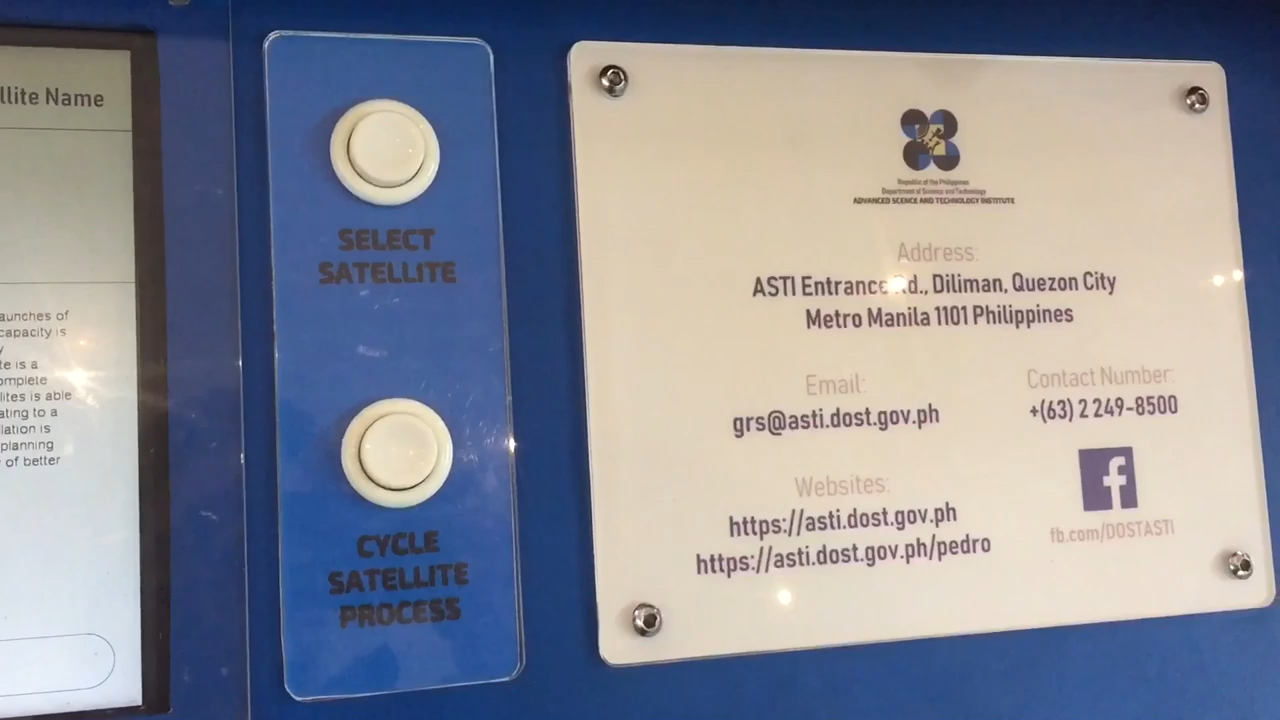 llite Name
aunches of
capacity is
y
te is a
omplete
lites is able
ating to a
lation is
planning
of better
SELECT
SATELLITE
CYCLE
SATELLITE
PROCESS
Republic of the Philippines
Department of Science and Technology
ADVANCED SCIENCE AND TECHNOLOGY INSTITUTE
Address:
ASTI Entrance Rd., Diliman, Quezon City
Metro Manila 1101 Philippines
Email:
grs@asti.dost.gov.ph
Contact Number:
+(63) 2 249-8500
Websites:
https://asti.dost.gov.ph
https://asti.dost.gov.ph/pedro
f
fb.com/DOSTASTI